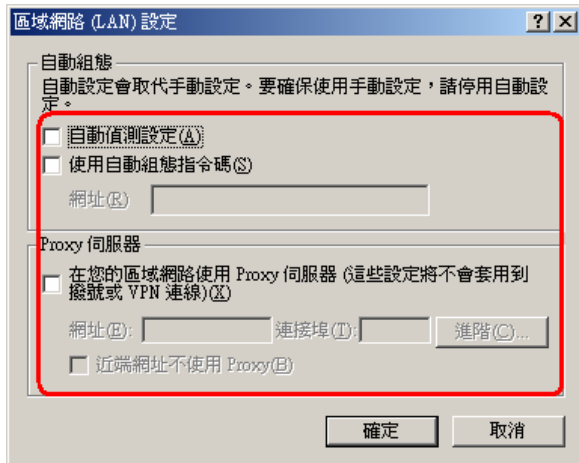 區域網路 (LAN) 設定
自動組態
自動設定會取代手動設定。要確保使用手動設定，請停用自動設
定。
自動偵測設定(A)
使用自動組態指令碼(S)
網址(R)
Proxy 伺服器
在您的區域網路使用 Proxy 伺服器 (這些設定將不會套用到
撥號或 VPN 連線)(X)
網址(E): 連接埠(T): 進階(C)...
近端網址不使用 Proxy(B)
確定 取消